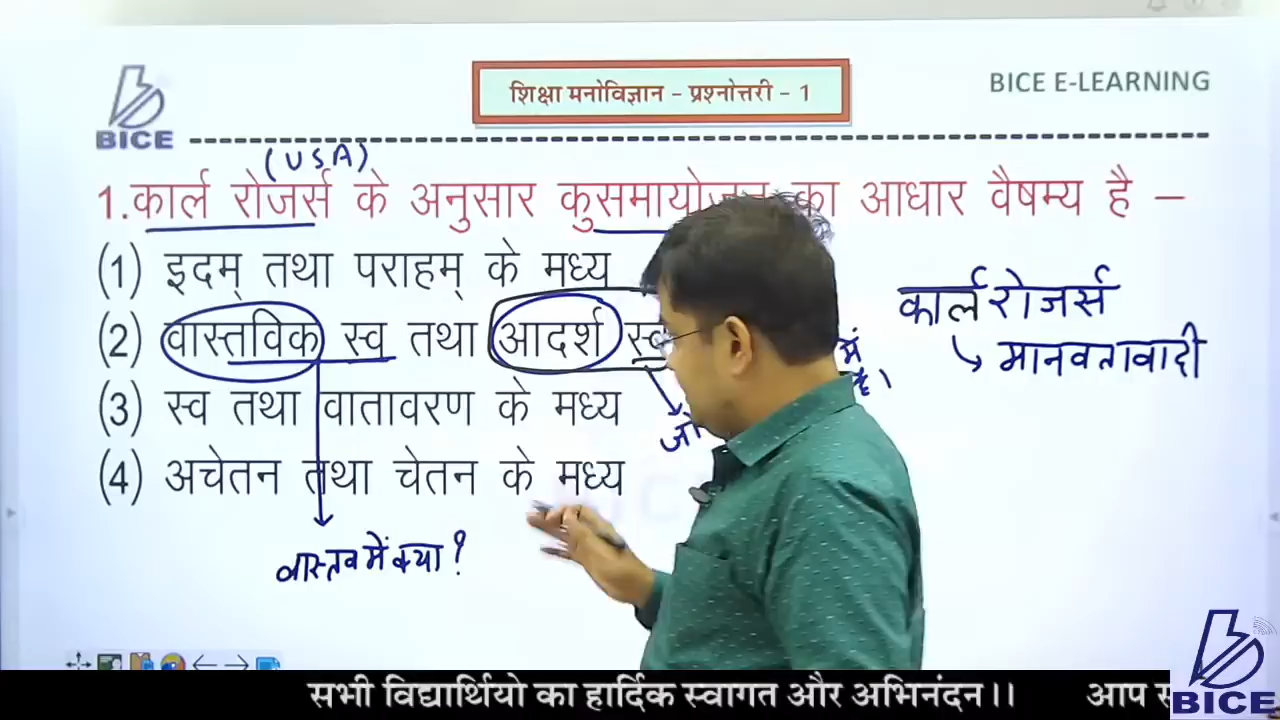 BICE
शिक्षा मनोविज्ञान – प्रश्नोत्तरी – 1
BICE E-LEARNING
(USA)
1.कार्ल रोजर्स के अनुसार कुसमायोजन का आधार वैषम्य है –
(1) इदम् तथा पराहम् के मध्य
(2) वास्तविक स्व तथा आदर्श स्व
(3) स्व तथा वातावरण के मध्य
(4) अचेतन तथा चेतन के मध्य
कार्ल रोजर्स
मानवतावादी
में
है।
जो
वास्तव में क्या?
सभी विद्यार्थियो का हार्दिक स्वागत और अभिनंदन।। आप
BICE